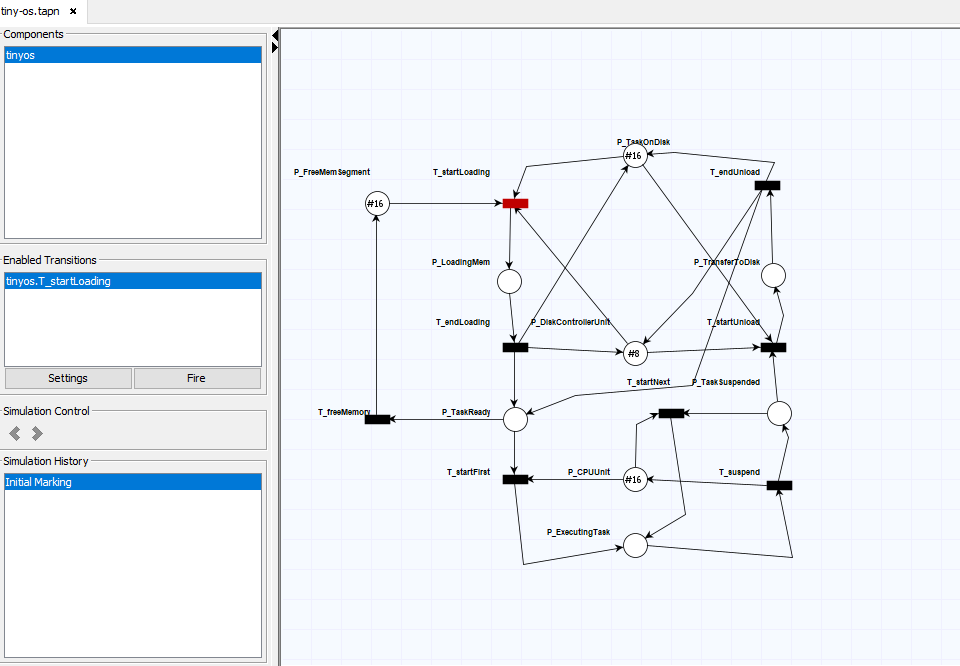 tiny-os.tapn ×
Components
tinyos
Enabled Transitions
tinyos.T_startLoading
Settings Fire
Simulation Control
Simulation History
Initial Marking
P_TaskOnDisk
#16
P_FreeMemSegment T_startLoading T_endUnload
#16
P_LoadingMem P_TransferToDisk
T_endLoading P_DiskControllerUnit T_startUnload
#8
T_startNext P_TaskSuspended
T_freeMemory P_TaskReady
T_startFirst P_CPUUnit T_suspend
#16
P_ExecutingTask